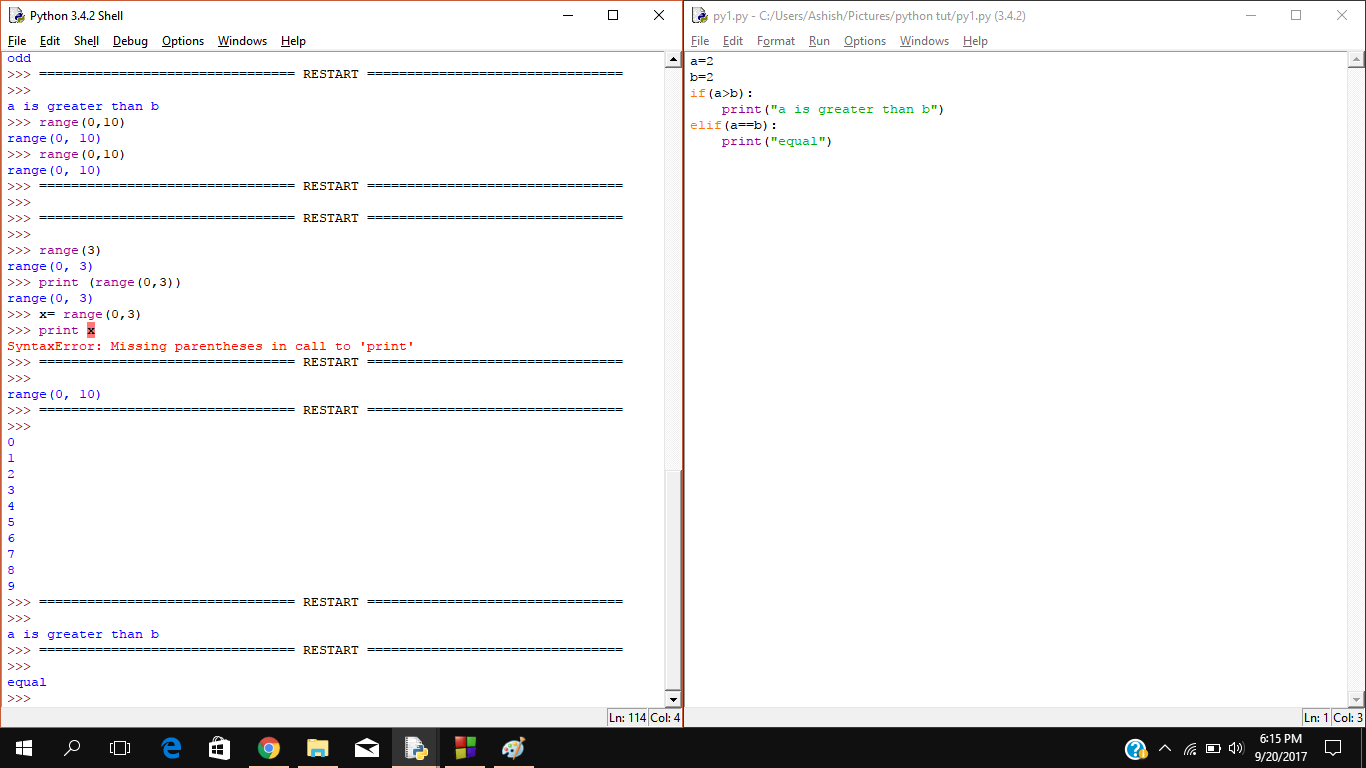 Python 3.4.2 Shell
File Edit Shell Debug Options Windows Help
odd
>>> ================================ RESTART ================================
>>>
a is greater than b
>>> range(0,10)
range(0, 10)
>>> range(0,10)
range(0, 10)
>>> ================================ RESTART ================================
>>>
>>> ================================ RESTART ================================
>>>
>>> range(3)
range(0, 3)
>>> print (range(0,3))
range(0, 3)
>>> x= range(0,3)
>>> print x
SyntaxError: Missing parentheses in call to 'print'
>>> ================================ RESTART ================================
>>>
range(0, 10)
>>> ================================ RESTART ================================
>>>
0
1
2
3
4
5
6
7
8
9
>>> ================================ RESTART ================================
>>>
a is greater than b
>>> ================================ RESTART ================================
>>>
equal
>>>
Ln: 114 Col: 4
py1.py - C:/Users/Ashish/Pictures/python tut/py1.py (3.4.2)
File Edit Format Run Options Windows Help
a=2
b=2
if(a>b):
    print("a is greater than b")
elif(a==b):
    print("equal")
Ln: 1 Col: 3
6:15 PM
9/20/2017